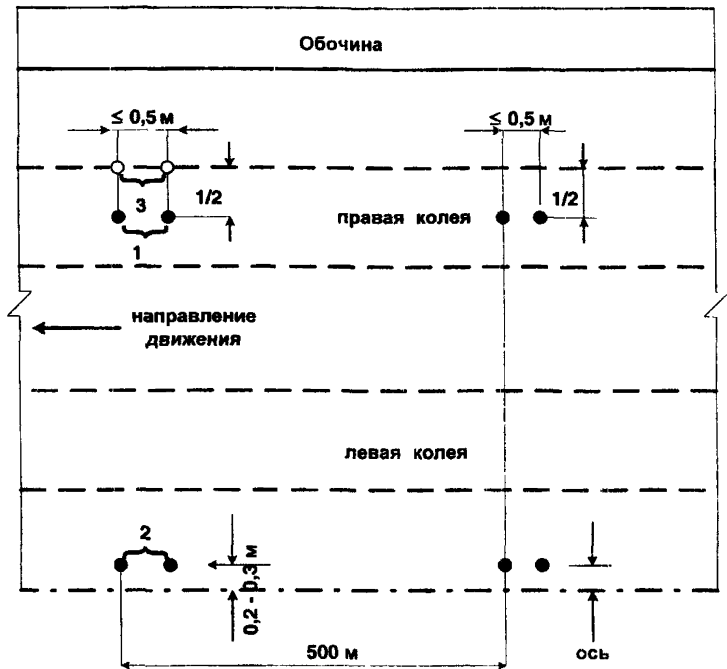 Обочина
≤ 0,5 м
≤ 0,5 м
3
1/2
1/2
правая колея
1
направление
движения
левая колея
2
0,2 - 0,3 м
500 м
ось